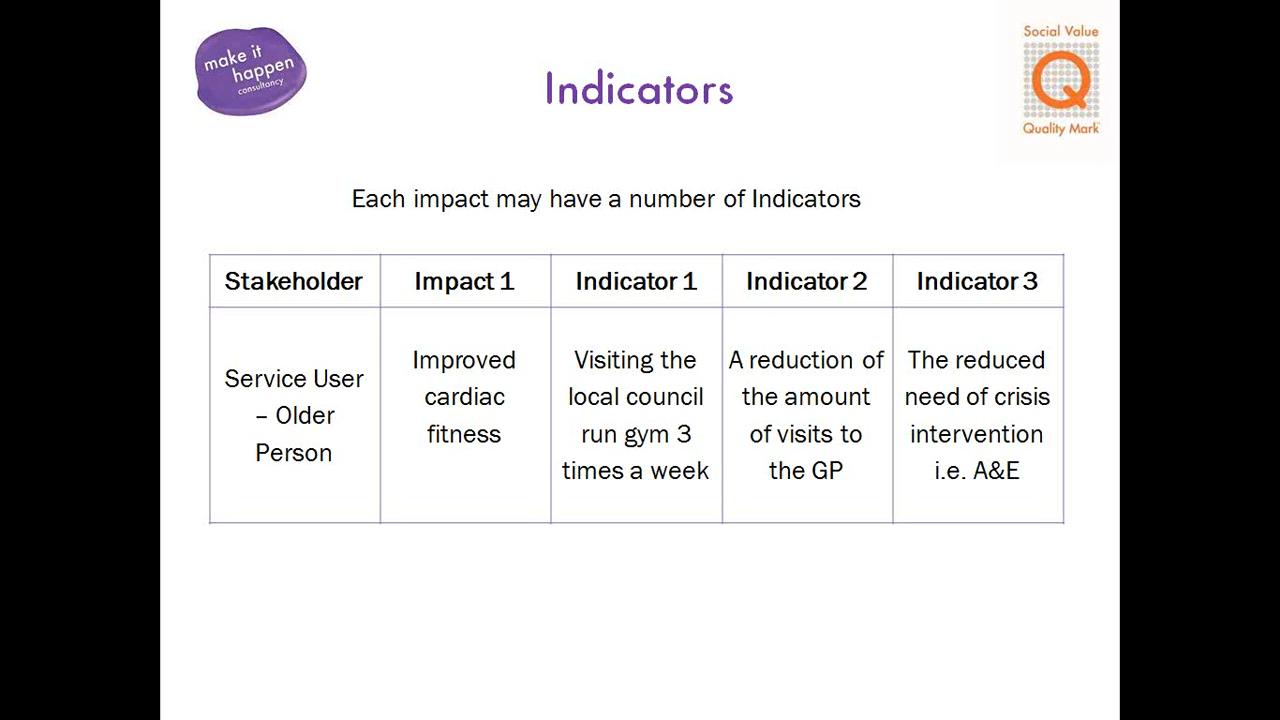 make it
happen
consultancy
Indicators
Social Value
Quality Mark™
Each impact may have a number of Indicators
Stakeholder
Impact 1
Indicator 1
Indicator 2
Indicator 3
Service User
– Older
Person
Improved
cardiac
fitness
Visiting the
local council
run gym 3
times a week
A reduction of
the amount
of visits to
the GP
The reduced
need of crisis
intervention
i.e. A&E